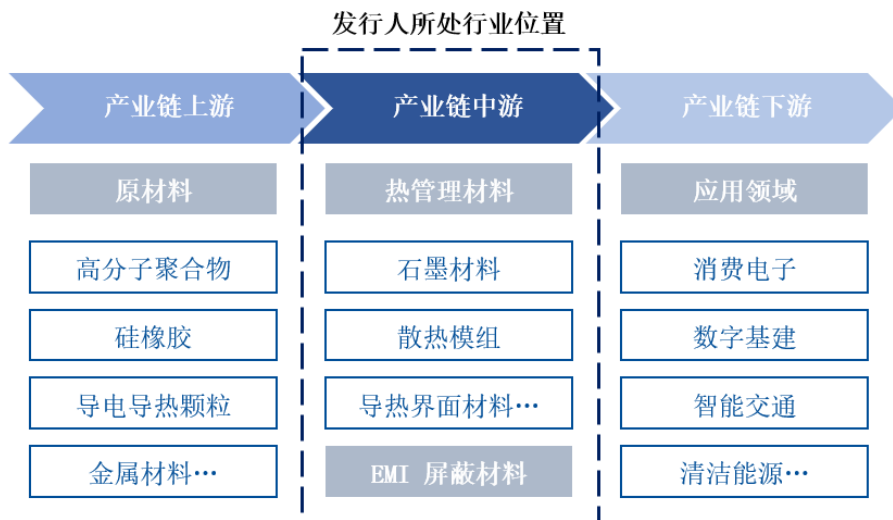 发行人所处行业位置
产业链上游
产业链中游
产业链下游
原材料
热管理材料
应用领域
高分子聚合物
石墨材料
消费电子
硅橡胶
散热模组
数字基建
导电导热颗粒
导热界面材料…
智能交通
金属材料…
EMI 屏蔽材料
清洁能源…